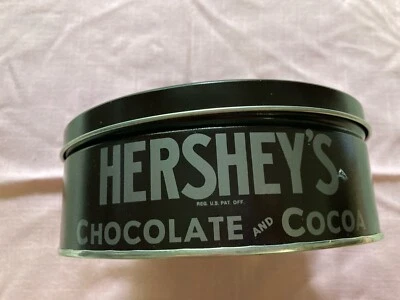 HERSHEY'S
REG. U.S. PAT. OFF.
CHOCOLATE AND COCOA